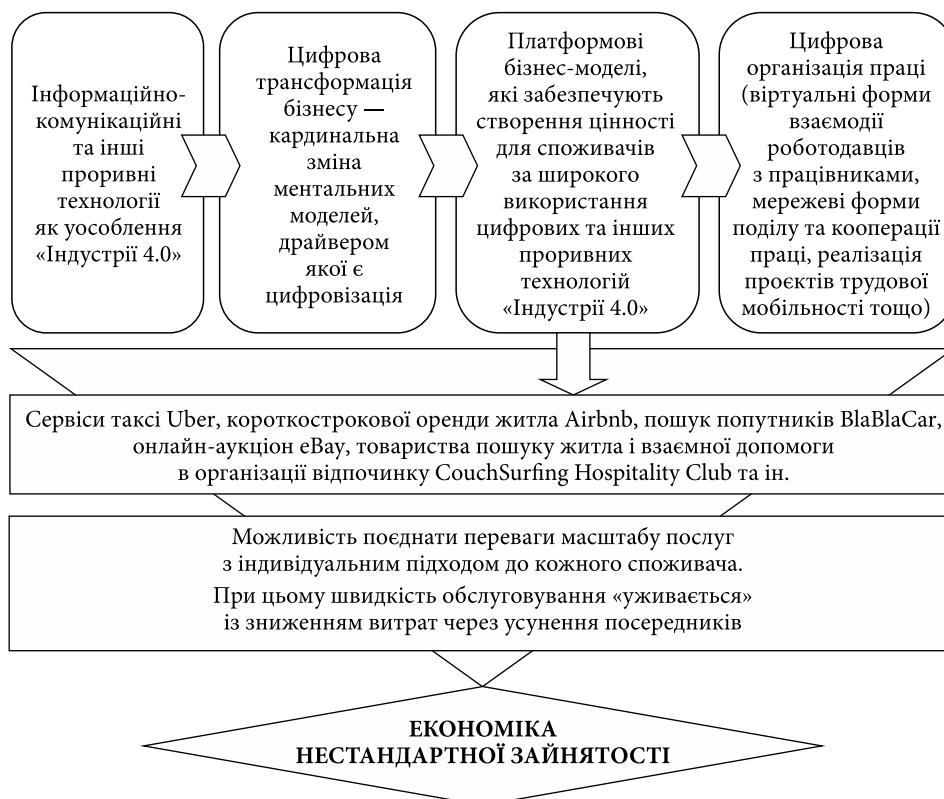 Інформаційно-
комунікаційні
та інші
проривні
технології
як уособлення
«Індустрії 4.0»
Цифрова
трансформація
бізнесу —
кардинальна
зміна
ментальних
моделей,
драйвером
якої є
цифровізація
Платформові
бізнес-моделі,
які забезпечують
створення цінності
для споживачів
за широкого
використання
цифрових та інших
проривних
технологій
«Індустрії 4.0»
Цифрова
організація праці
(віртуальні форми
взаємодії
роботодавців
з працівниками,
мережеві форми
поділу та кооперації
праці, реалізація
проєктів трудової
мобільності тощо)
Сервіси таксі Uber, короткострокової оренди житла Airbnb, пошук попутників BlaBlaCar,
онлайн-аукціон eBay, товариства пошуку житла і взаємної допомоги
в організації відпочинку CouchSurfing Hospitality Club та ін.
Можливість поєднати переваги масштабу послуг
з індивідуальним підходом до кожного споживача.
При цьому швидкість обслуговування «уживається»
із зниженням витрат через усунення посередників
ЕКОНОМІКА
НЕСТАНДАРТНОЇ ЗАЙНЯТОСТІ